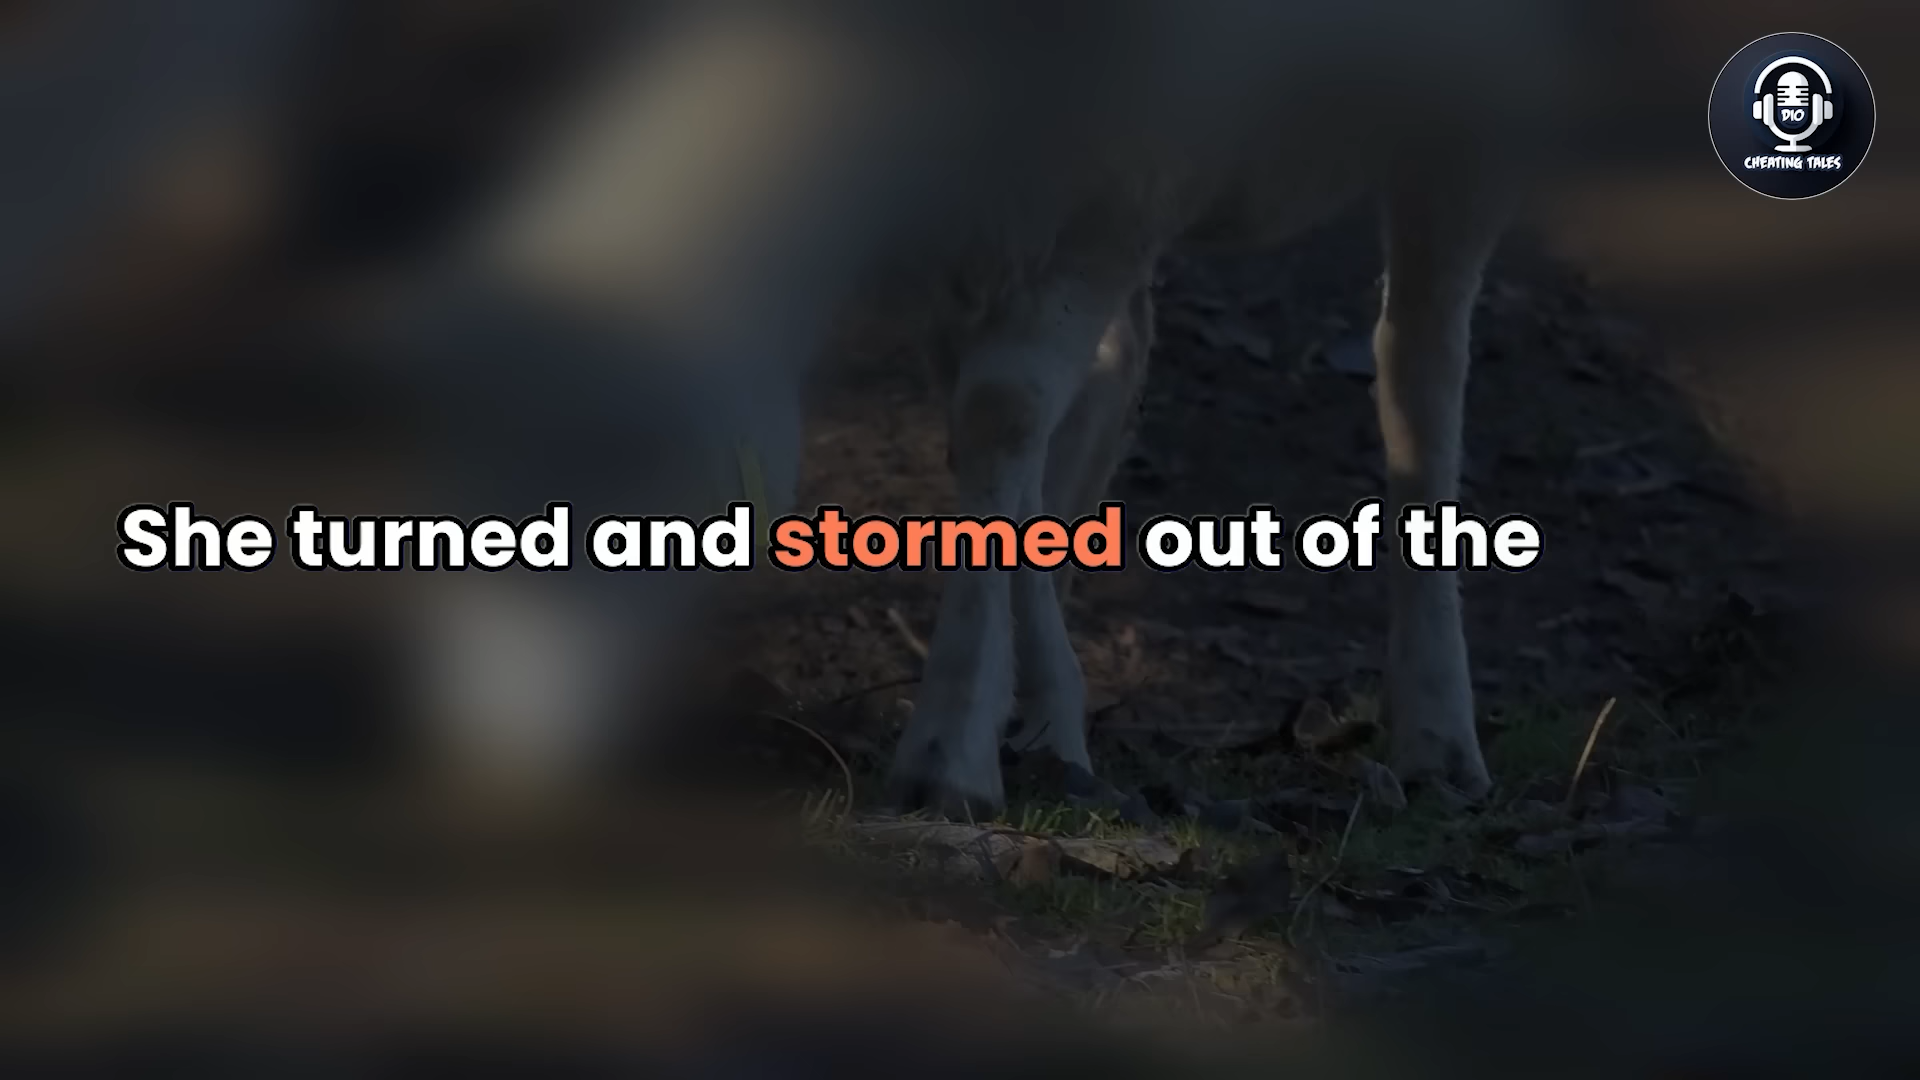 DIO
CHEATING TALES
She turned and stormed out of the